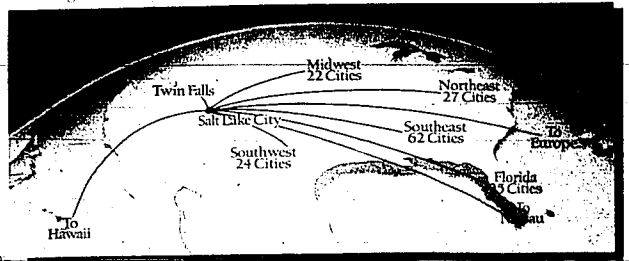 Midwest
22 Cities
Twin Falls
Northeast
27 Cities
Salt Lake City
Southeast
62 Cities
To
Europe
Southwest
24 Cities
Florida
Cities
To
To
Hawaii